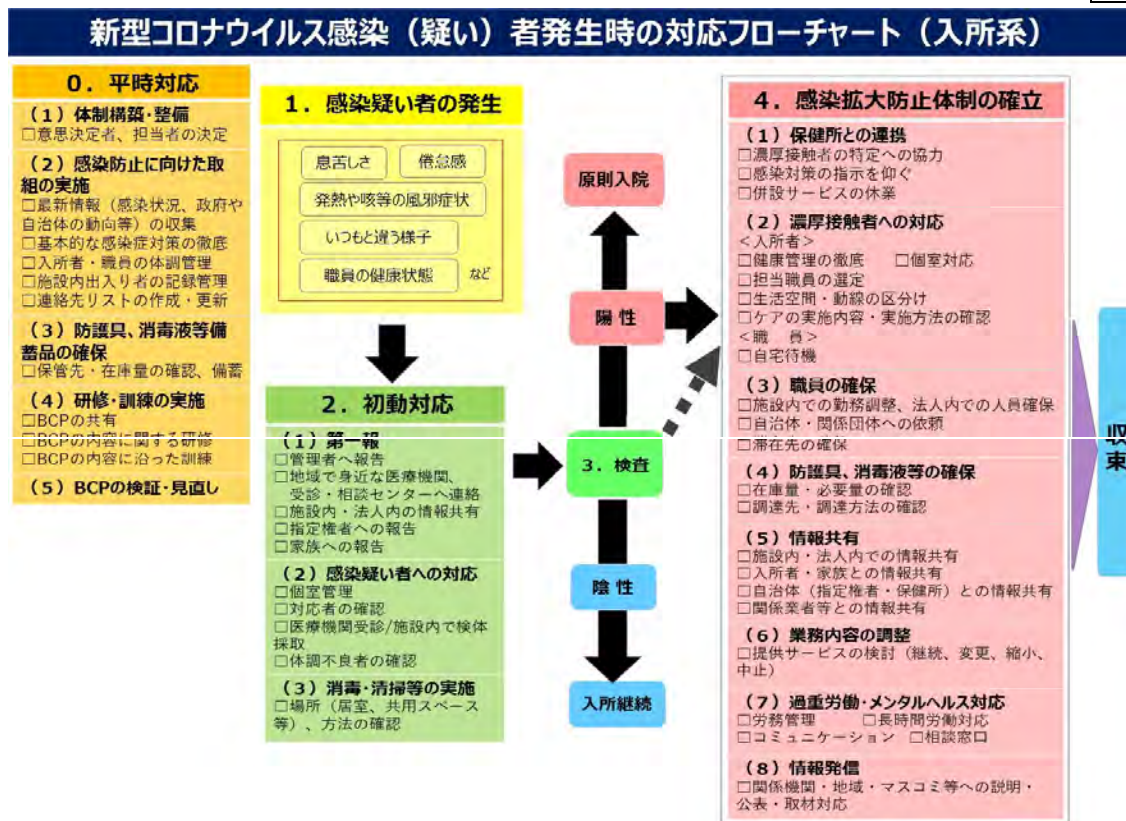 新型コロナウイルス感染（疑い）者発生時の対応フローチャート（入所系）
０．平時対応
（１）体制構築・整備
□意思決定者、担当者の決定
（２）感染防止に向けた取
組の実施
□最新情報（感染状況、政府や
自治体の動向等）の収集
□基本的な感染症対策の徹底
□入所者・職員の体調管理
□施設内出入り者の記録管理
□連絡先リストの作成・更新
（３）防護具、消毒液等備
蓄品の確保
□保管先・在庫量の確認、備蓄
（４）研修・訓練の実施
□BCPの共有
□BCPの内容に関する研修
□BCPの内容に沿った訓練
（５）BCPの検証・見直し
１．感染疑い者の発生
息苦しさ
倦怠感
発熱や咳等の風邪症状
いつもと違う様子
職員の健康状態
など
２．初動対応
（１）第一報
□管理者へ報告
□地域で身近な医療機関、
受診・相談センターへ連絡
□施設内・法人内の情報共有
□指定権者への報告
□家族への報告
（２）感染疑い者への対応
□個室管理
□対応者の確認
□医療機関受診/施設内で検体
採取
□体調不良者の確認
（３）消毒・清掃等の実施
□場所（居室、共用スペース
等）、方法の確認
原則入院
陽 性
３．検査
陰 性
入所継続
４．感染拡大防止体制の確立
（１）保健所との連携
□濃厚接触者の特定への協力
□感染対策の指示を仰ぐ
□併設サービスの休業
（２）濃厚接触者への対応
＜入所者＞
□健康管理の徹底　□個室対応
□担当職員の選定
□生活空間・動線の区分け
□ケアの実施内容・実施方法の確認
＜職　員＞
□自宅待機
（３）職員の確保
□施設内での勤務調整、法人内での人員確保
□自治体・関係団体への依頼
□滞在先の確保
（４）防護具、消毒液等の確保
□在庫量・必要量の確認
□調達先・調達方法の確認
（５）情報共有
□施設内・法人内での情報共有
□入所者・家族との情報共有
□自治体（指定権者・保健所）との情報共有
□関係業者等との情報共有
（６）業務内容の調整
□提供サービスの検討（継続、変更、縮小、
中止）
（７）過重労働・メンタルヘルス対応
□労務管理　□長時間労働対応
□コミュニケーション　□相談窓口
（８）情報発信
□関係機関・地域・マスコミ等への説明・
公表・取材対応
収
束